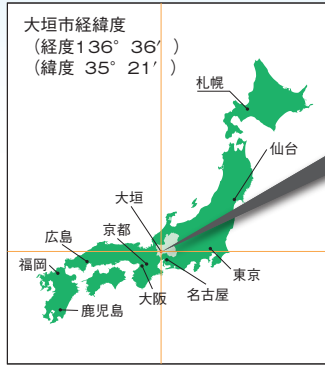 大垣市経緯度
（経度136°36′）
（緯度 35°21′）
札幌
仙台
大垣
広島
京都
福岡
東京
名古屋
大阪
鹿児島